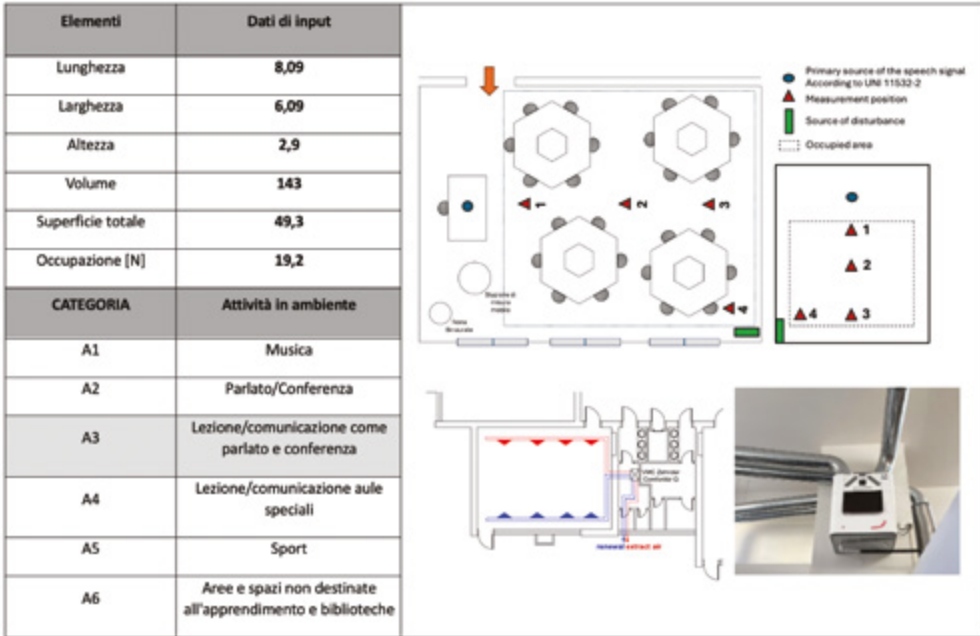 Elementi
Dati di input
Lunghezza
8,09
Larghezza
6,09
Altezza
2,9
Volume
143
Superficie totale
49,3
Occupazione [N]
19,2
CATEGORIA
Attività in ambiente
A1
Musica
A2
Parlato/Conferenza
A3
Lezione/comunicazione come
parlato e conferenza
A4
Lezione/comunicazione aule
speciali
A5
Sport
A6
Aree e spazi non destinate
all'apprendimento e biblioteche
1
2
3
4
Primary source of the speech signal
According to UNI 11532-2
Measurement position
Source of disturbance
Occupied area
1
2
4
3
VMC Zehnder
Comfortair Q
renewal extract air